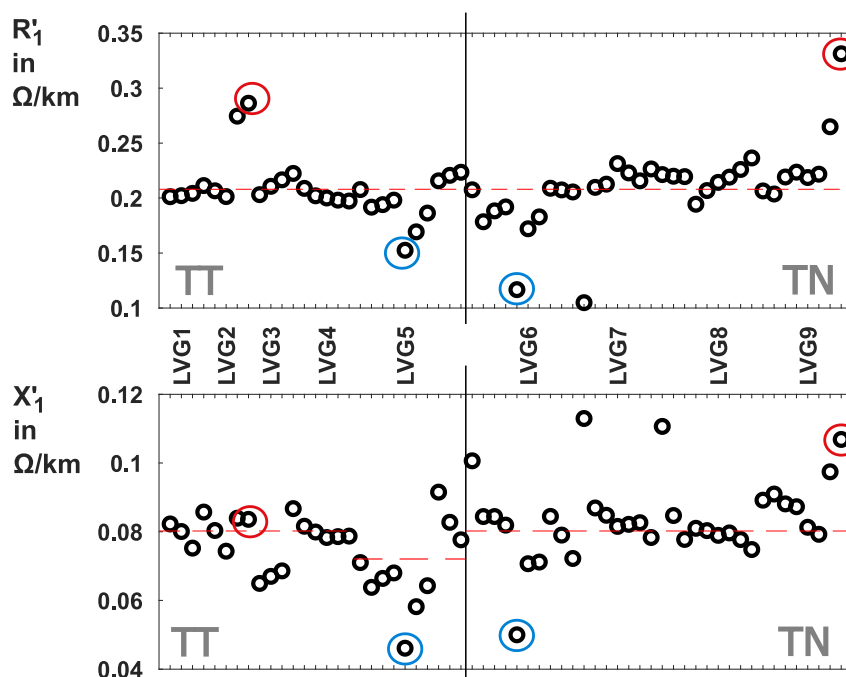 R'1
in
Ω/km
0.35
0.3
0.25
0.2
0.15
0.1
TT
TN
LVG1
LVG2
LVG3
LVG4
LVG5
LVG6
LVG7
LVG8
LVG9
X'1
in
Ω/km
0.12
0.1
0.08
0.06
0.04
TT
TN